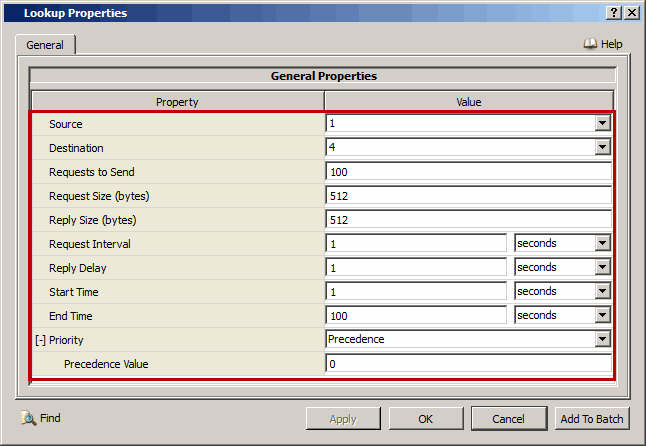 Lookup Properties
General
Help
General Properties
Property Value
Source 1
Destination 4
Requests to Send 100
Request Size (bytes) 512
Reply Size (bytes) 512
Request Interval 1 seconds
Reply Delay 1 seconds
Start Time 1 seconds
End Time 100 seconds
[-] Priority Precedence
Precedence Value 0
Find Apply OK Cancel Add To Batch